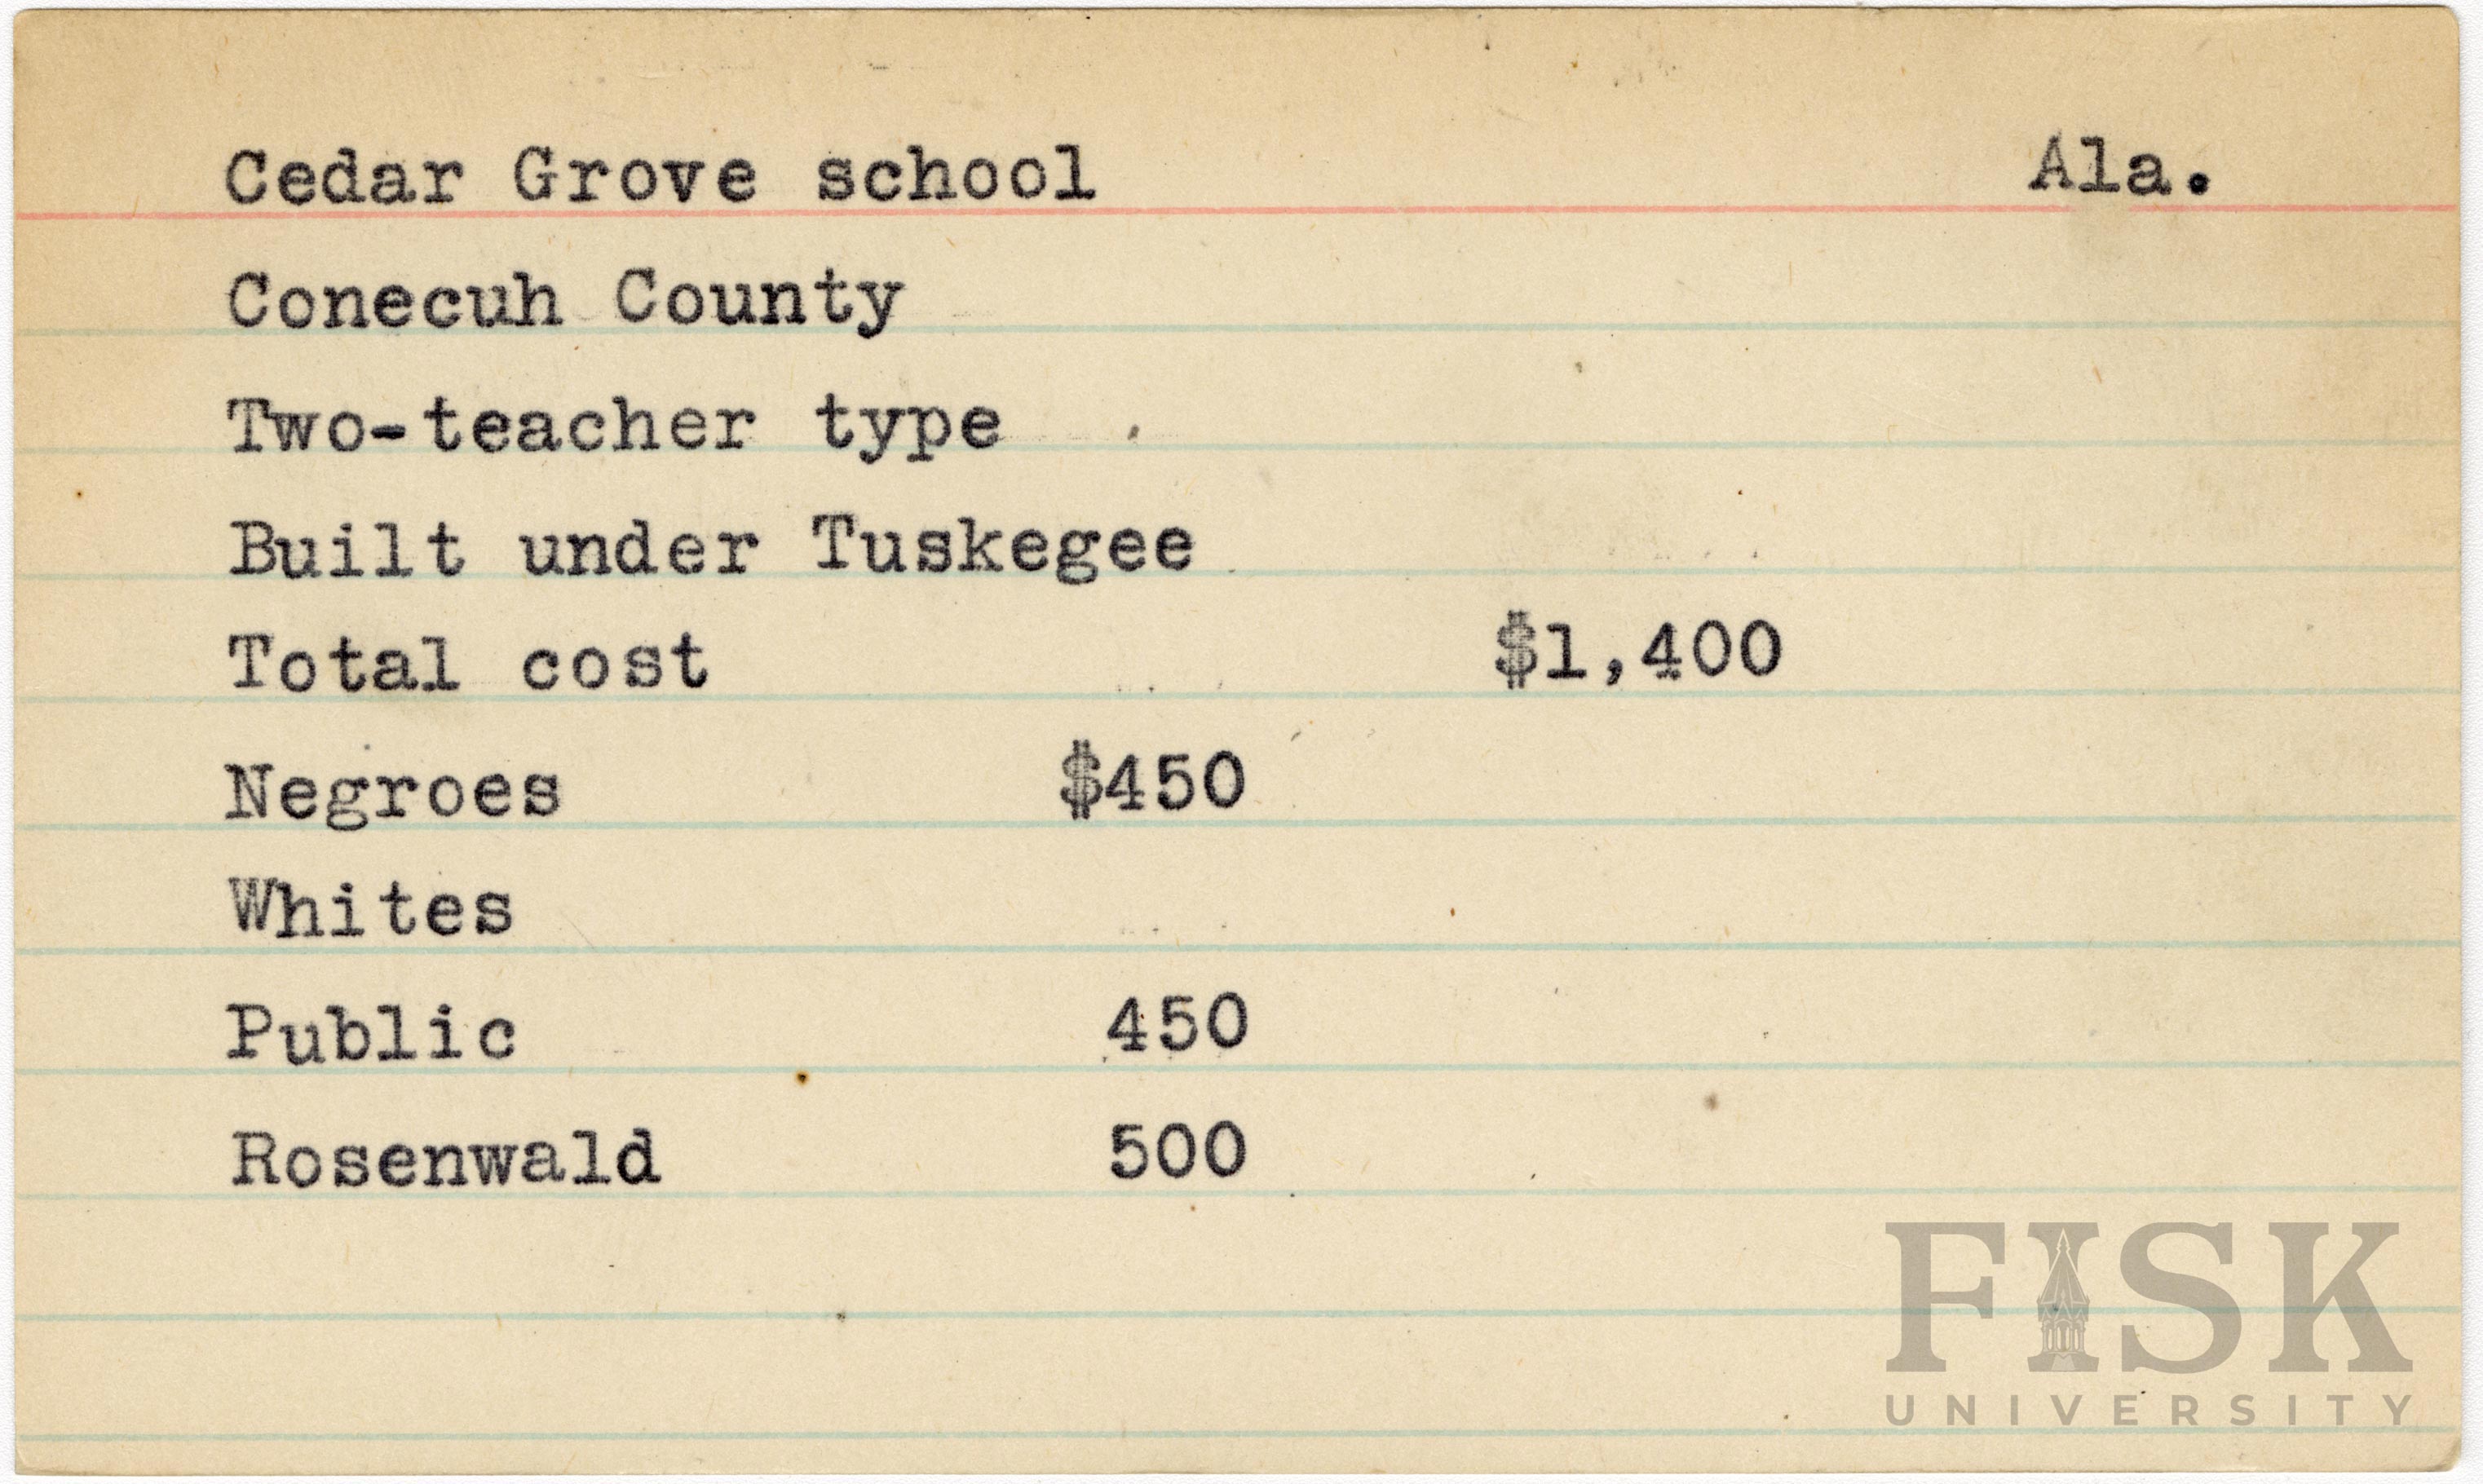 Cedar Grove school Ala.
Conecuh County
Two-teacher type
Built under Tuskegee
Total cost $1,400
Negroes $450
Whites
Public 450
Rosenwald 500
FISK
UNIVERSITY